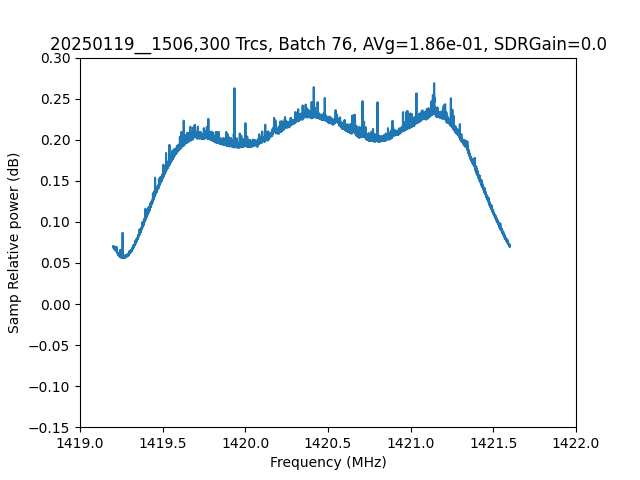 20250119__1506,300 Trcs, Batch 76, AVg=1.86e-01, SDRGain=0.0
0.30
0.25
0.20
0.15
0.10
0.05
0.00
−0.05
−0.10
−0.15
Samp Relative power (dB)
1419.0 1419.5 1420.0 1420.5 1421.0 1421.5 1422.0
Frequency (MHz)